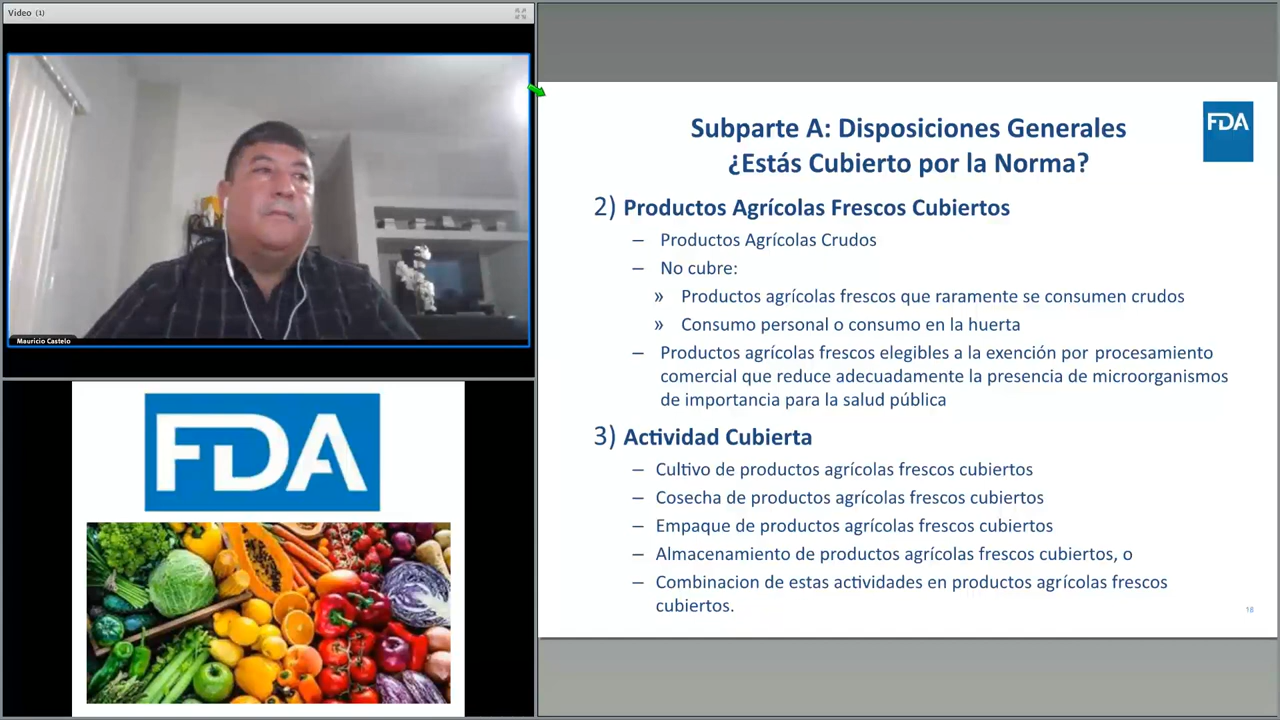 Video (1)
Mauricio Castelo
FDA
Subparte A: Disposiciones Generales
¿Estás Cubierto por la Norma?
FDA
2) Productos Agrícolas Frescos Cubiertos
– Productos Agrícolas Crudos
– No cubre:
» Productos agrícolas frescos que raramente se consumen crudos
» Consumo personal o consumo en la huerta
– Productos agrícolas frescos elegibles a la exención por procesamiento
comercial que reduce adecuadamente la presencia de microorganismos
de importancia para la salud pública
3) Actividad Cubierta
– Cultivo de productos agrícolas frescos cubiertos
– Cosecha de productos agrícolas frescos cubiertos
– Empaque de productos agrícolas frescos cubiertos
– Almacenamiento de productos agrícolas frescos cubiertos, o
– Combinacion de estas actividades en productos agrícolas frescos
cubiertos.
18